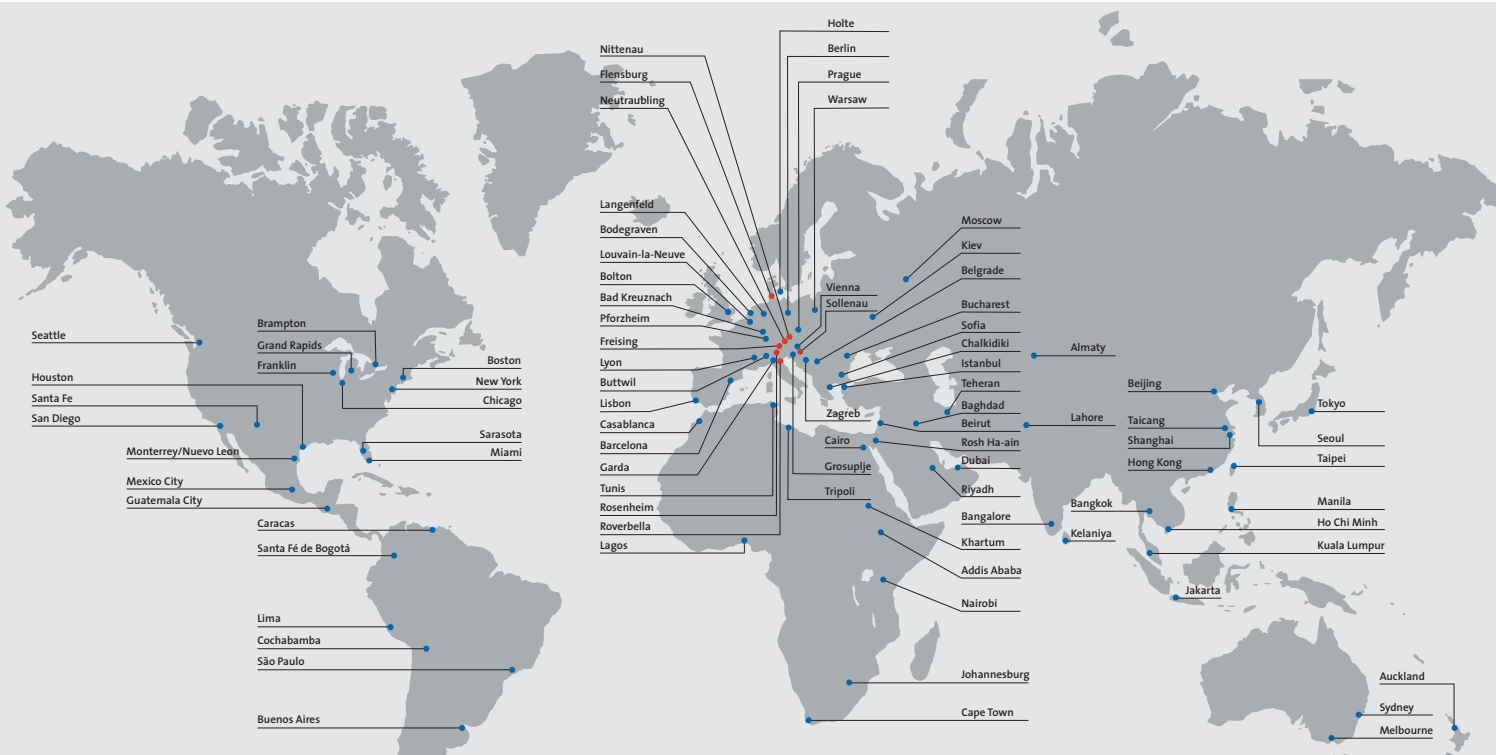 Seattle
Houston
Santa Fe
San Diego
Monterrey/Nuevo Leon
Mexico City
Guatemala City
Brampton
Grand Rapids
Franklin
Boston
New York
Chicago
Sarasota
Miami
Caracas
Santa Fé de Bogotá
Lima
Cochabamba
São Paulo
Buenos Aires
Nittenau
Flensburg
Neutraubling
Holte
Berlin
Prague
Warsaw
Langenfeld
Bodegraven
Louvain-la-Neuve
Bolton
Bad Kreuznach
Pforzheim
Freising
Lyon
Buttwil
Lisbon
Casablanca
Barcelona
Garda
Tunis
Rosenheim
Roverbella
Lagos
Vienna
Sollenau
Zagreb
Cairo
Grosuplje
Tripoli
Moscow
Kiev
Belgrade
Bucharest
Sofia
Chalkidiki
Istanbul
Teheran
Baghdad
Beirut
Rosh Ha-ain
Dubai
Riyadh
Bangalore
Khartum
Addis Ababa
Nairobi
Johannesburg
Cape Town
Almaty
Lahore
Bangkok
Kelaniya
Beijing
Taicang
Shanghai
Hong Kong
Tokyo
Seoul
Taipei
Manila
Ho Chi Minh
Kuala Lumpur
Jakarta
Auckland
Sydney
Melbourne